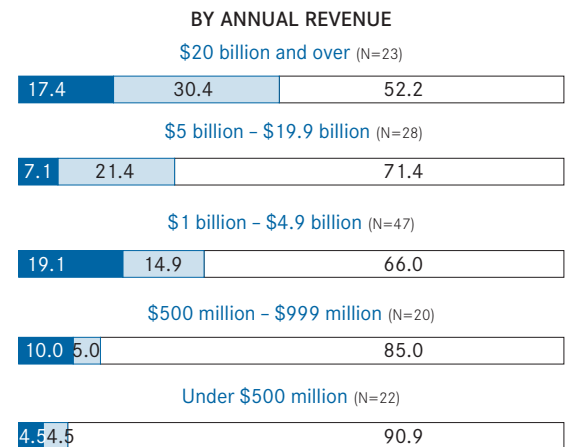 BY ANNUAL REVENUE
$20 billion and over (N=23)
17.4 30.4 52.2
$5 billion – $19.9 billion (N=28)
7.1 21.4 71.4
$1 billion – $4.9 billion (N=47)
19.1 14.9 66.0
$500 million – $999 million (N=20)
10.0 5.0 85.0
Under $500 million (N=22)
4.5 4.5 90.9